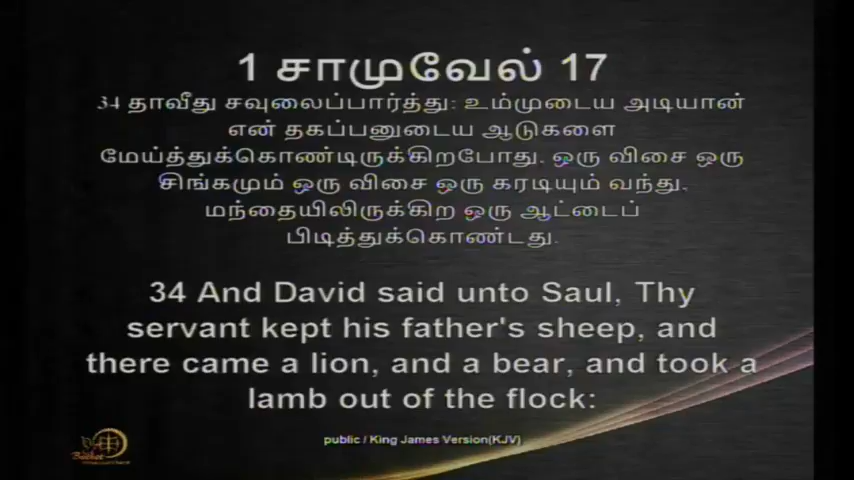 1 சாமுவேல் 17
34 தாவீது சவுலைப்பார்த்து: உம்முடைய அடியான்
என் தகப்பனுடைய ஆடுகளை
மேய்த்துக்கொண்டிருக்கிறபோது, ஒரு விசை ஒரு
சிங்கமும் ஒரு விசை ஒரு கரடியும் வந்து,
மந்தையிலிருக்கிற ஒரு ஆட்டைப்
பிடித்துக்கொண்டது.
34 And David said unto Saul, Thy
servant kept his father's sheep, and
there came a lion, and a bear, and took a
lamb out of the flock:
public / King James Version(KJV)